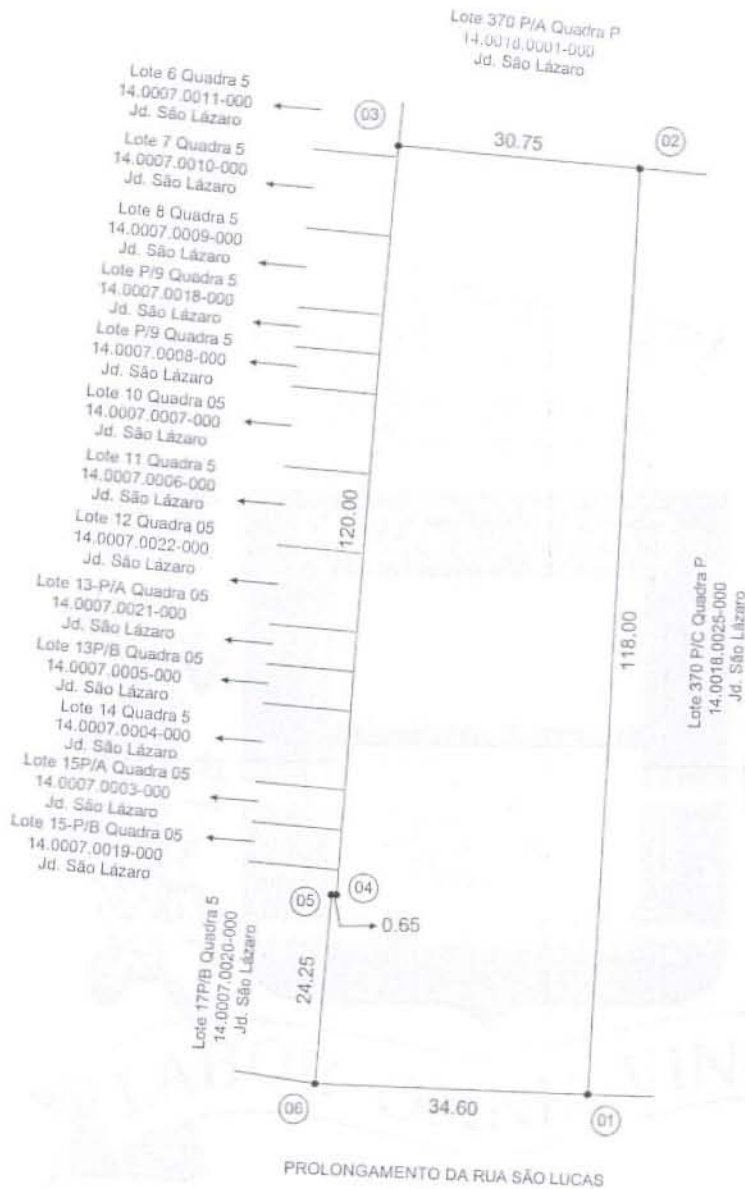 Lote 370 P/A Quadra P
14.0018.0001-000
Jd. São Lázaro
Lote 6 Quadra 5
14.0007.0011-000
Jd. São Lázaro
03
30.75
02
Lote 7 Quadra 5
14.0007.0010-000
Jd. São Lázaro
Lote 8 Quadra 5
14.0007.0009-000
Jd. São Lázaro
Lote P/9 Quadra 5
14.0007.0018-000
Jd. São Lázaro
Lote P/9 Quadra 5
14.0007.0008-000
Jd. São Lázaro
Lote 10 Quadra 05
14.0007.0007-000
Jd. São Lázaro
Lote 11 Quadra 5
14.0007.0006-000
Jd. São Lázaro
120.00
Lote 12 Quadra 05
14.0007.0022-000
Jd. São Lázaro
Lote 13-P/A Quadra 05
14.0007.0021-000
Jd. São Lázaro
118.00
Lote 370 P/C Quadra P
14.0018.0025-000
Jd. São Lázaro
Lote 13P/B Quadra 05
14.0007.0005-000
Jd. São Lázaro
Lote 14 Quadra 5
14.0007.0004-000
Jd. São Lázaro
Lote 15P/A Quadra 05
14.0007.0003-000
Jd. São Lázaro
Lote 15-P/B Quadra 05
14.0007.0019-000
Jd. São Lázaro
05
04
0.65
Lote 17P/B Quadra 5
14.0007.0020-000
Jd. São Lázaro
24.25
06
34.60
01
PROLONGAMENTO DA RUA SÃO LUCAS